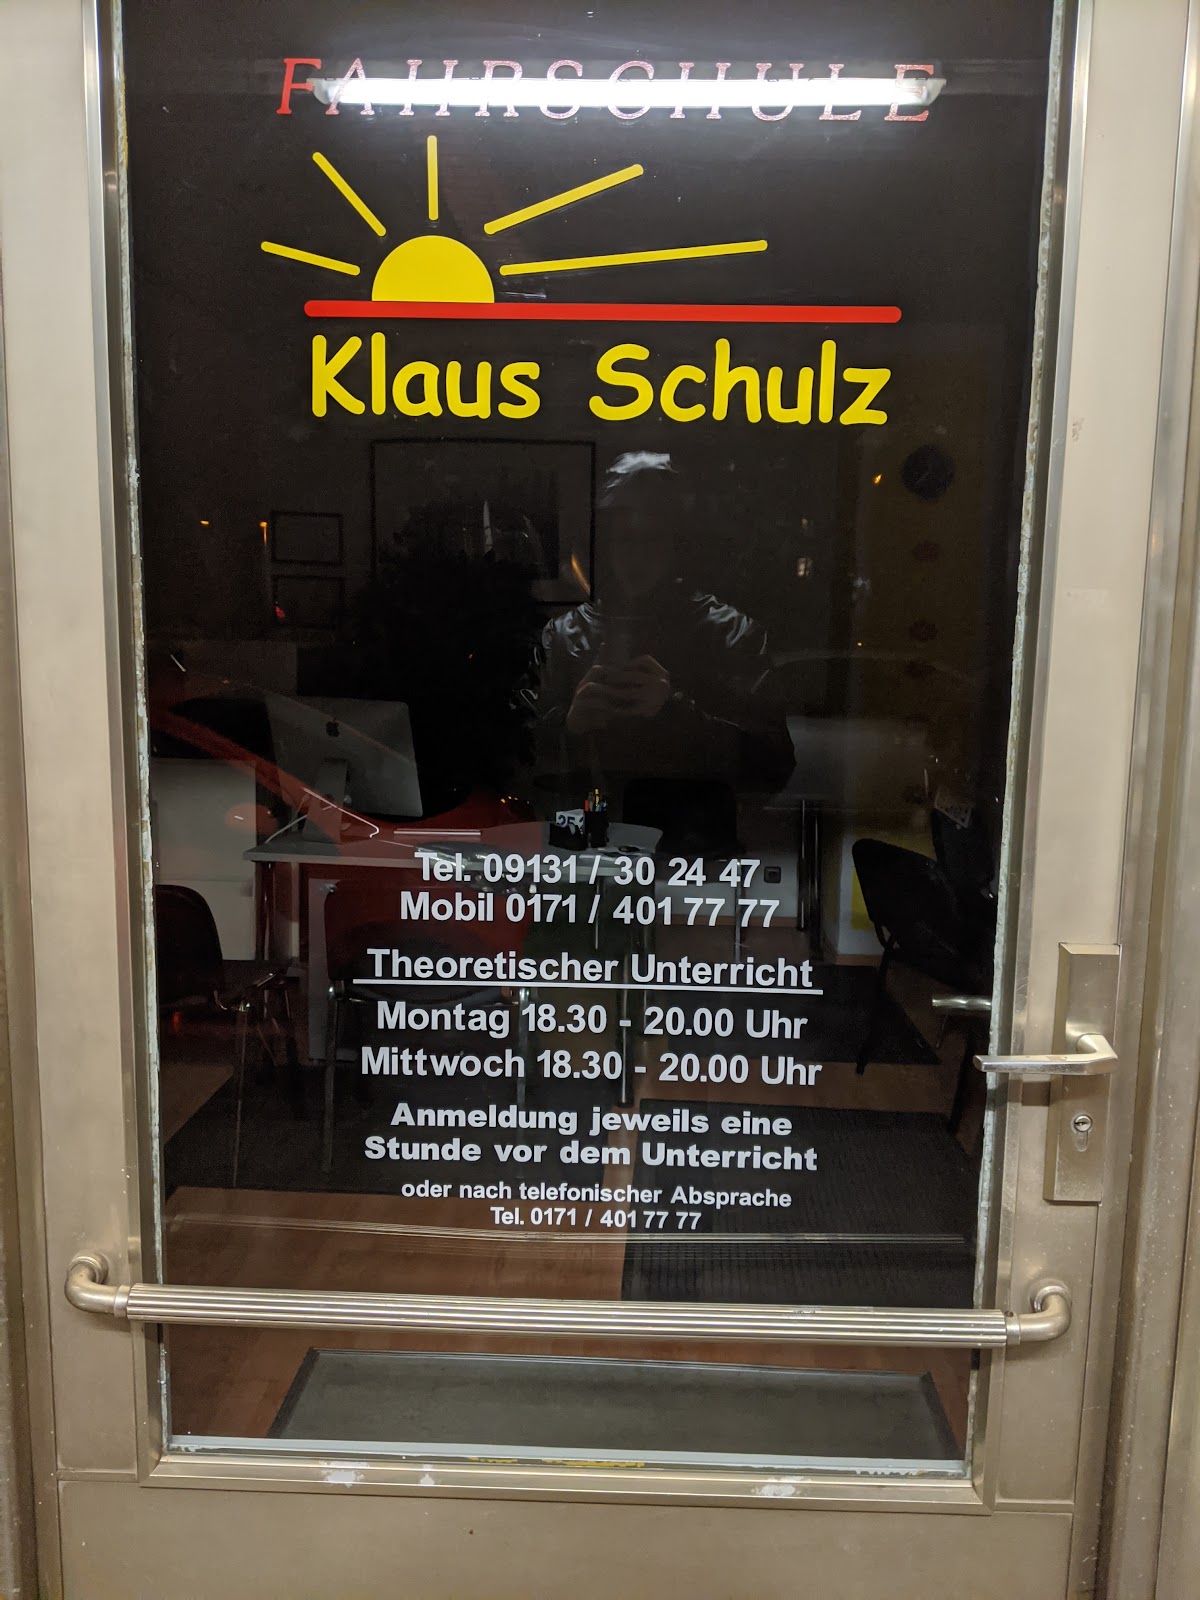 FAHRSCHULE
Klaus Schulz
Tel. 09131 / 30 24 47
Mobil 0171 / 401 77 77
Theoretischer Unterricht
Montag 18.30 - 20.00 Uhr
Mittwoch 18.30 - 20.00 Uhr
Anmeldung jeweils eine
Stunde vor dem Unterricht
oder nach telefonischer Absprache
Tel. 0171 / 401 77 77